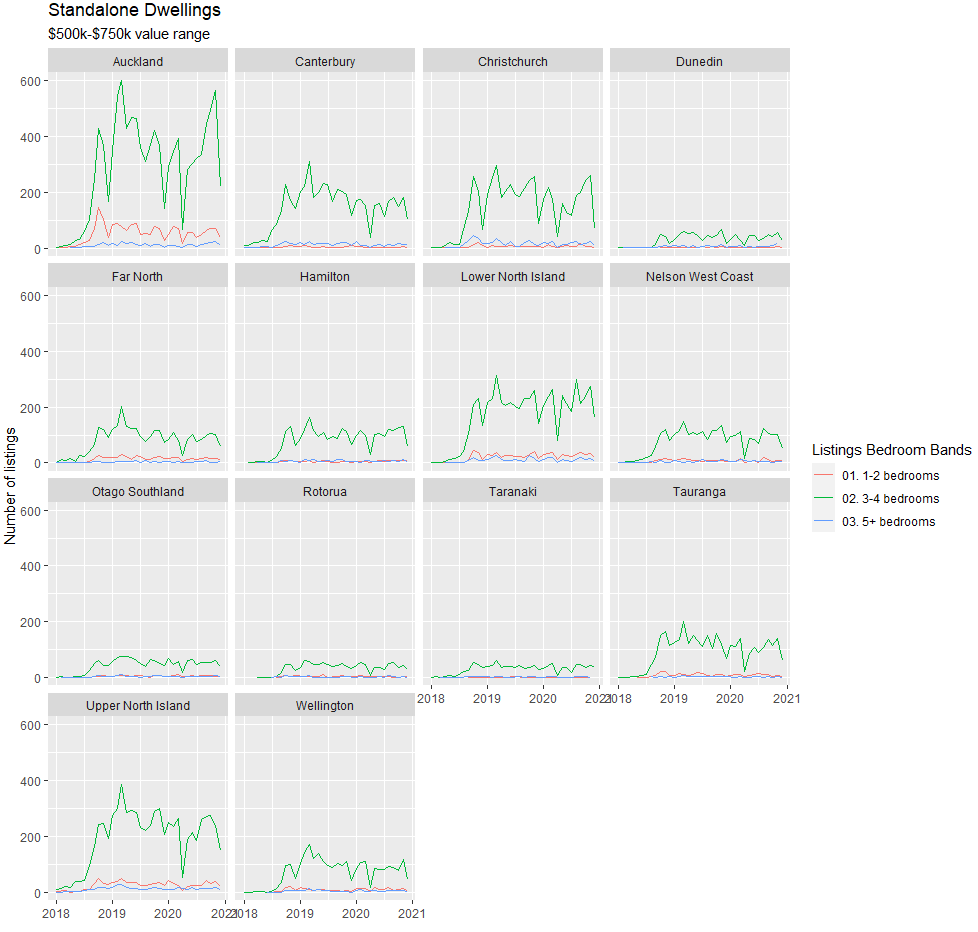 Standalone Dwellings
$500k-$750k value range
Auckland Canterbury Christchurch Dunedin
600
400
200
0
Far North Hamilton Lower North Island Nelson West Coast
600
400
200
0
Number of listings
Otago Southland Rotorua Taranaki Tauranga
600
400
200
0
2018 2019 2020 2021 2018 2019 2020 2021
Upper North Island Wellington
600
400
200
0
2018 2019 2020 2021 2018 2019 2020 2021
Listings Bedroom Bands
01. 1-2 bedrooms
02. 3-4 bedrooms
03. 5+ bedrooms